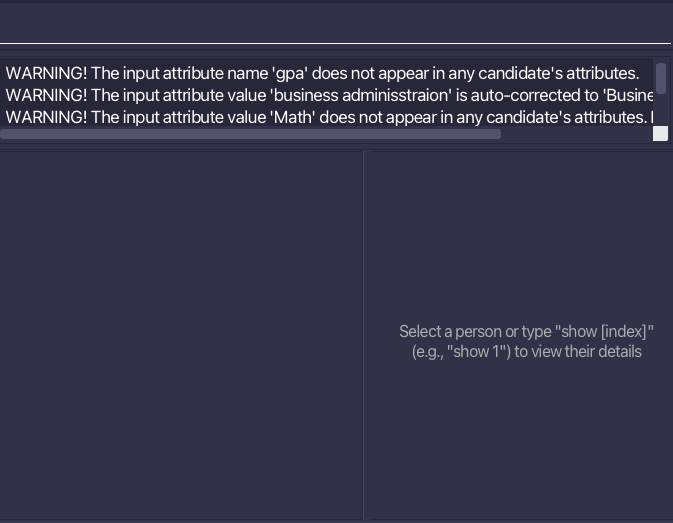 WARNING! The input attribute name 'gpa' does not appear in any candidate's attributes.
WARNING! The input attribute value 'business adminisstraion' is auto-corrected to 'Busine
WARNING! The input attribute value 'Math' does not appear in any candidate's attributes.
Select a person or type "show [index]"
(e.g., "show 1") to view their details